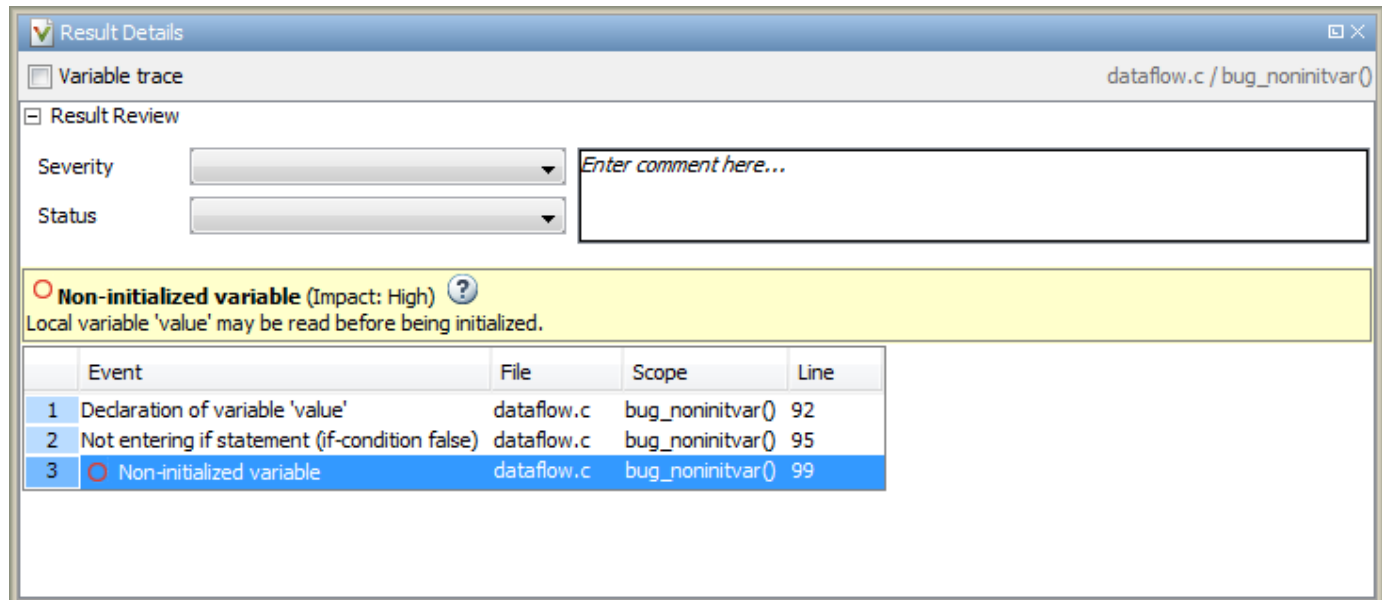 Result Details
Variable trace dataflow.c / bug_noninitvar()
Result Review
Severity Enter comment here...
Status
Non-initialized variable (Impact: High) ?
Local variable 'value' may be read before being initialized.
Event File Scope Line
1 Declaration of variable 'value' dataflow.c bug_noninitvar() 92
2 Not entering if statement (if-condition false) dataflow.c bug_noninitvar() 95
3 Non-initialized variable dataflow.c bug_noninitvar() 99